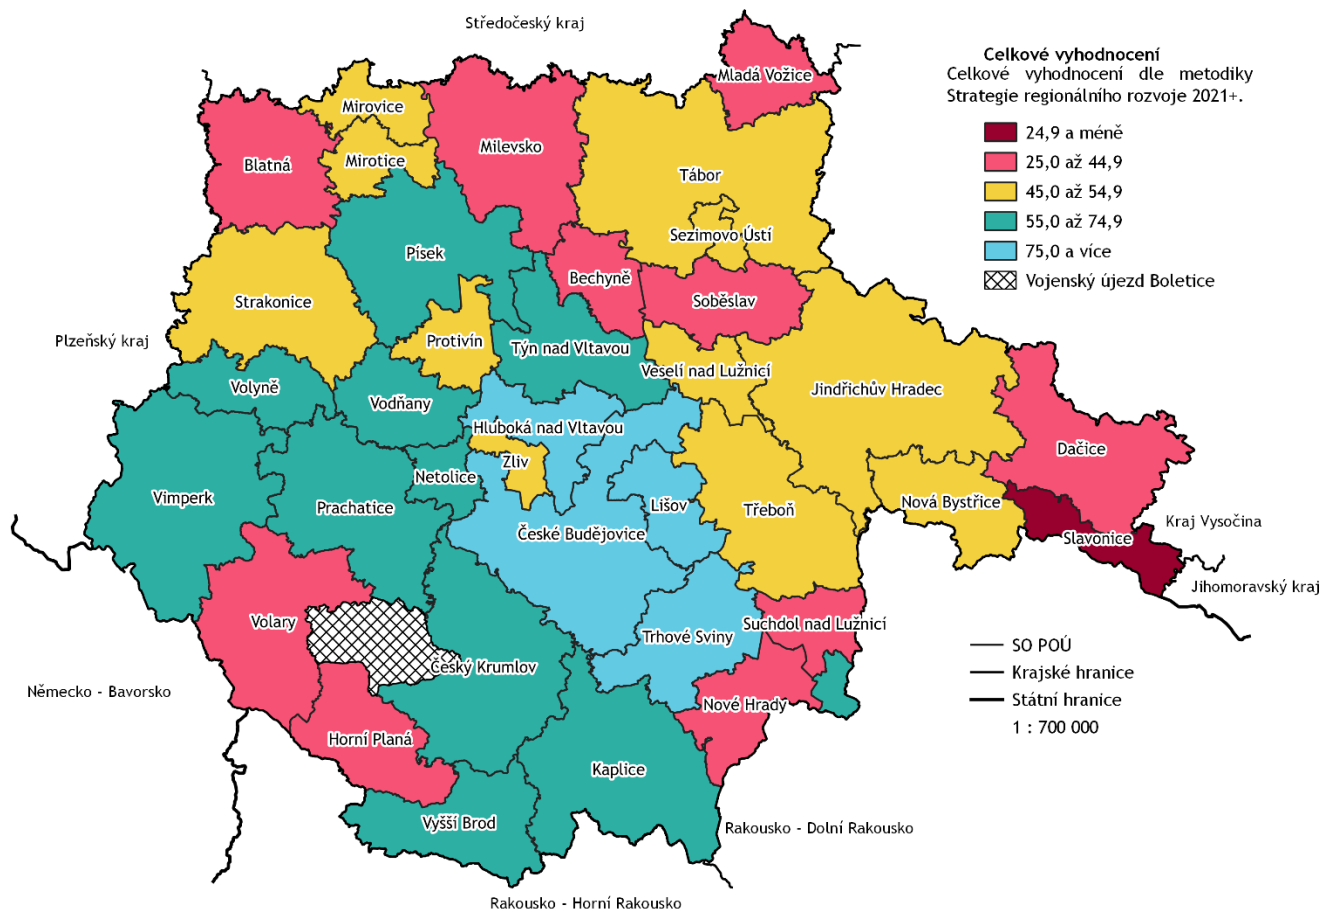 Středočeský kraj
Celkové vyhodnocení
Celkové vyhodnocení dle metodiky
Strategie regionálního rozvoje 2021+.
24,9 a méně
25,0 až 44,9
45,0 až 54,9
55,0 až 74,9
75,0 a více
Vojenský újezd Boletice
Mladá Vožice
Mirovice
Milevsko
Mirotice
Blatná
Tábor
Sezimovo Ústí
Písek
Bechyně
Strakonice
Soběslav
Plzeňský kraj
Protivín
Týn nad Vltavou
Veselí nad Lužnicí
Volyně
Vodňany
Jindřichův Hradec
Hluboká nad Vltavou
Dačice
Zliv
Netolice
Vimperk
Prachatice
Lišov
Třeboň
Nová Bystřice
České Budějovice
Kraj Vysočina
Slavonice
Jihomoravský kraj
Volary
Trhové Sviny
Suchdol nad Lužnicí
SO POÚ
Krajské hranice
Státní hranice
1 : 700 000
Český Krumlov
Německo - Bavorsko
Nové Hrady
Horní Planá
Kaplice
Vyšší Brod
Rakousko - Dolní Rakousko
Rakousko - Horní Rakousko